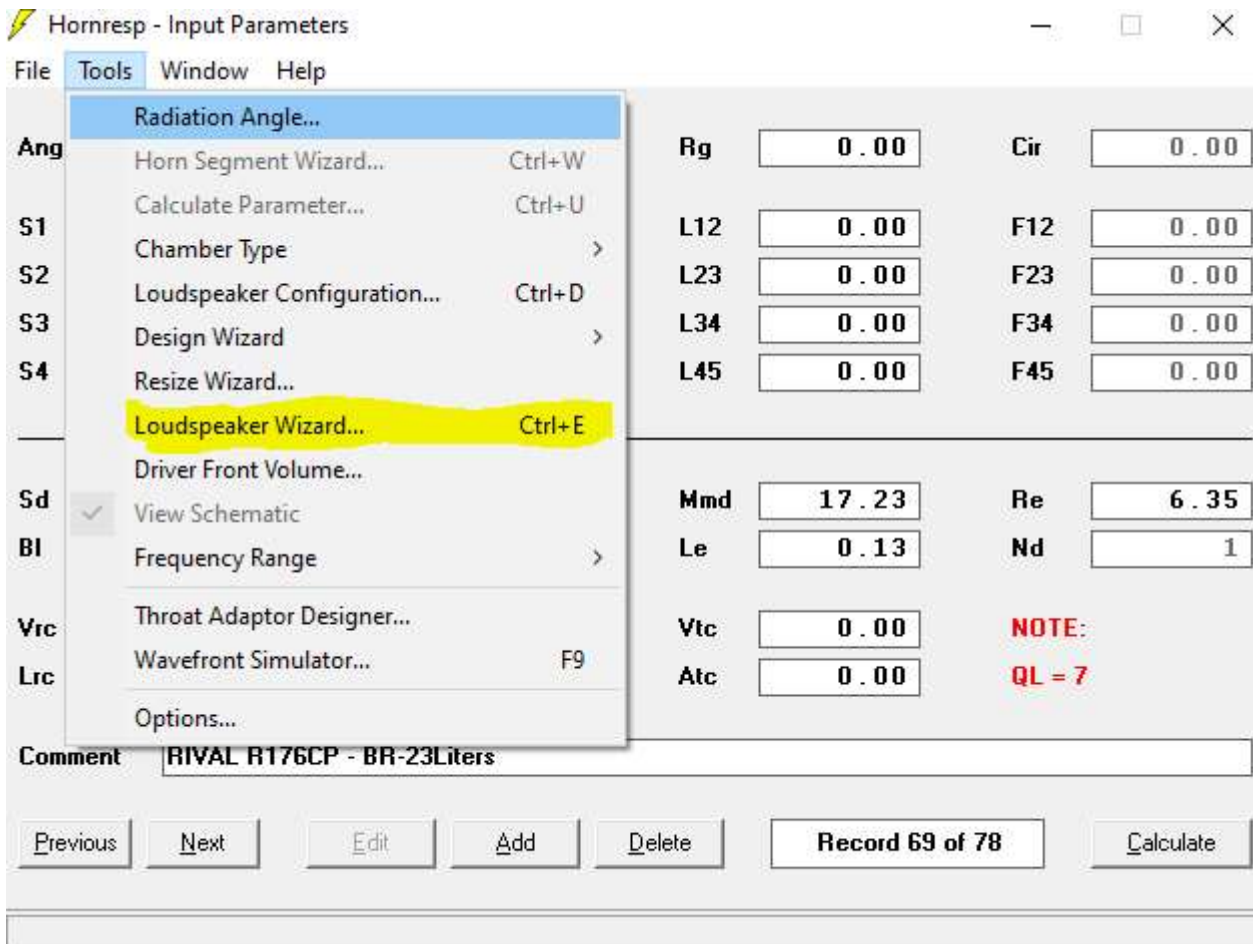 Hornresp - Input Parameters
File Tools Window Help
Radiation Angle...
Ang Rg 0.00 Cir 0.00
Horn Segment Wizard... Ctrl+W
Calculate Parameter... Ctrl+U
S1 L12 0.00 F12 0.00
Chamber Type
S2 L23 0.00 F23 0.00
Loudspeaker Configuration... Ctrl+D
S3 L34 0.00 F34 0.00
Design Wizard
S4 L45 0.00 F45 0.00
Resize Wizard...
Loudspeaker Wizard... Ctrl+E
Driver Front Volume...
Sd Mmd 17.23 Re 6.35
View Schematic
Bl Le 0.13 Nd 1
Frequency Range
Throat Adaptor Designer...
Vrc Vtc 0.00 NOTE:
Wavefront Simulator... F9
Lrc Atc 0.00 QL = 7
Options...
Comment RIVAL R176CP - BR-23Liters
Previous Next Edit Add Delete Record 69 of 78 Calculate